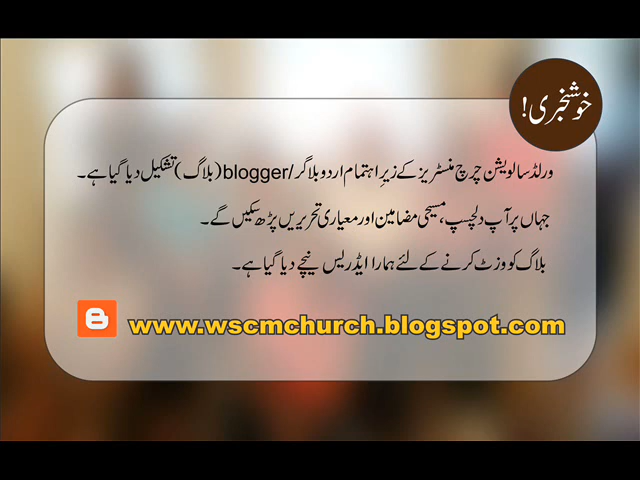 خوشخبری!
ورلڈ سالویشن چرچ منسٹریز کے زیرِ اہتمام اردو بلاگر/blogger (بلاگ) تشکیل دیا گیا ہے۔
جہاں پر آپ دلچسپ، مسیحی مضامین اور معیاری تحریریں پڑھ سکیں گے۔
بلاگ کو وزٹ کرنے کے لئے ہمارا ایڈریس نیچے دیا گیا ہے۔
www.wscmchurch.blogspot.com